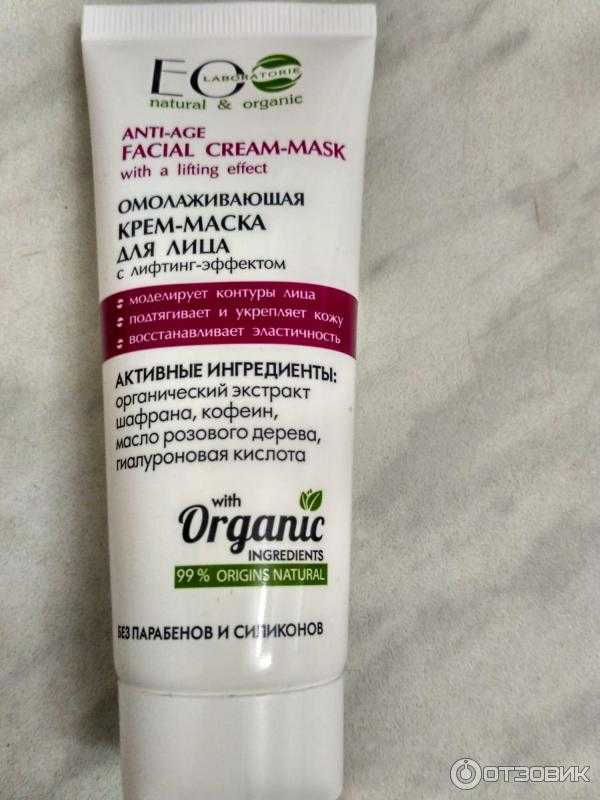 EO LABORATORIE
natural & organic
ANTI-AGE
FACIAL CREAM-MASK
with a lifting effect
ОМОЛАЖИВАЮЩАЯ
КРЕМ-МАСКА
ДЛЯ ЛИЦА
с лифтинг-эффектом
моделирует контуры лица
подтягивает и укрепляет кожу
восстанавливает эластичность
АКТИВНЫЕ ИНГРЕДИЕНТЫ:
органический экстракт
шафрана, кофеин,
масло розового дерева,
гиалуроновая кислота
with
Organic
INGREDIENTS
99 % ORIGINS NATURAL
БЕЗ ПАРАБЕНОВ И СИЛИКОНОВ
ОТЗОВИК